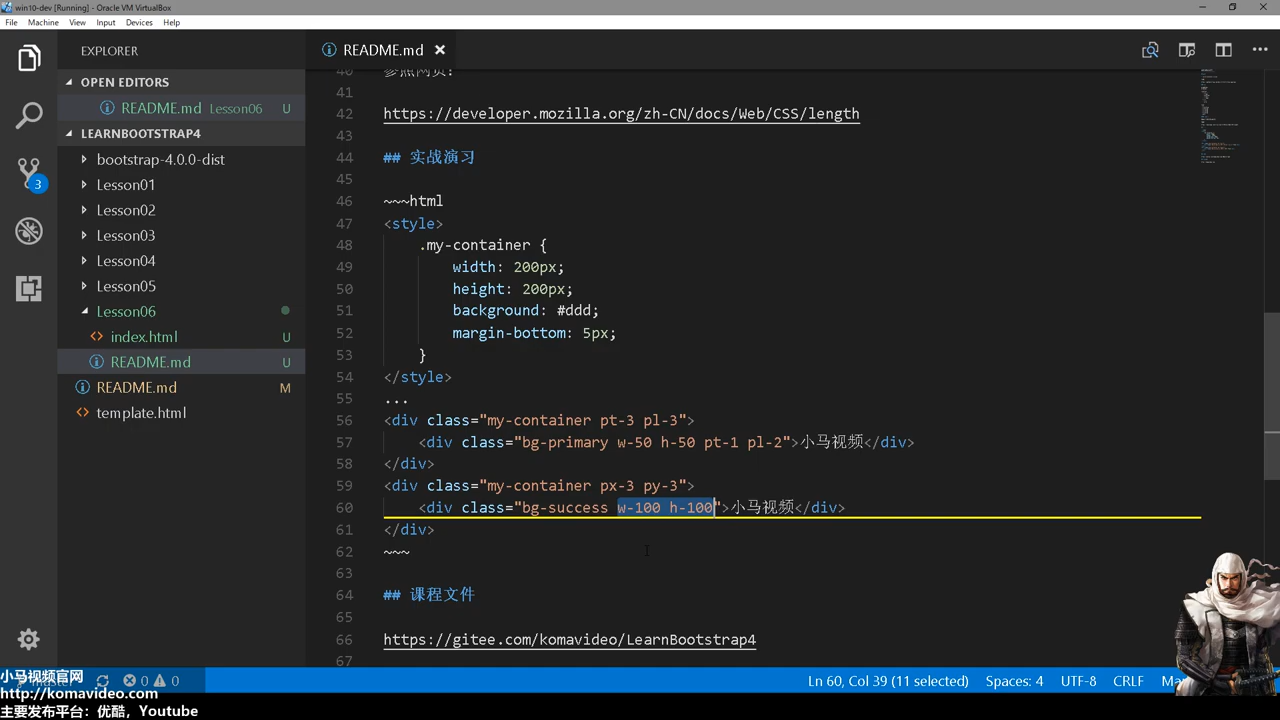 win10-dev [Running] - Oracle VM VirtualBox
File Machine View Input Devices Help
EXPLORER
README.md
OPEN EDITORS
README.md Lesson06 U
LEARNBOOTSTRAP4
bootstrap-4.0.0-dist
Lesson01
Lesson02
Lesson03
Lesson04
Lesson05
Lesson06
index.html U
README.md U
README.md M
template.html
3
40 参照网页:
41
42 https://developer.mozilla.org/zh-CN/docs/Web/CSS/length
43
44 ## 实战演习
45
46 ~~~html
47 <style>
48 .my-container {
49 width: 200px;
50 height: 200px;
51 background: #ddd;
52 margin-bottom: 5px;
53 }
54 </style>
55 ...
56 <div class="my-container pt-3 pl-3">
57 <div class="bg-primary w-50 h-50 pt-1 pl-2">小马视频</div>
58 </div>
59 <div class="my-container px-3 py-3">
60 <div class="bg-success w-100 h-100">小马视频</div>
61 </div>
62 ~~~
63
64 ## 课程文件
65
66 https://gitee.com/komavideo/LearnBootstrap4
67
0 0
Ln 60, Col 39 (11 selected) Spaces: 4 UTF-8 CRLF
小马视频官网
http://komavideo.com
主要发布平台: 优酷, Youtube